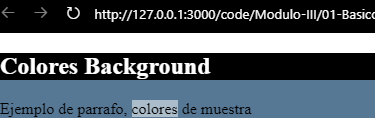 http://127.0.0.1:3000/code/Modulo-III/01-Basico
Colores Background
Ejemplo de parrafo, colores de muestra